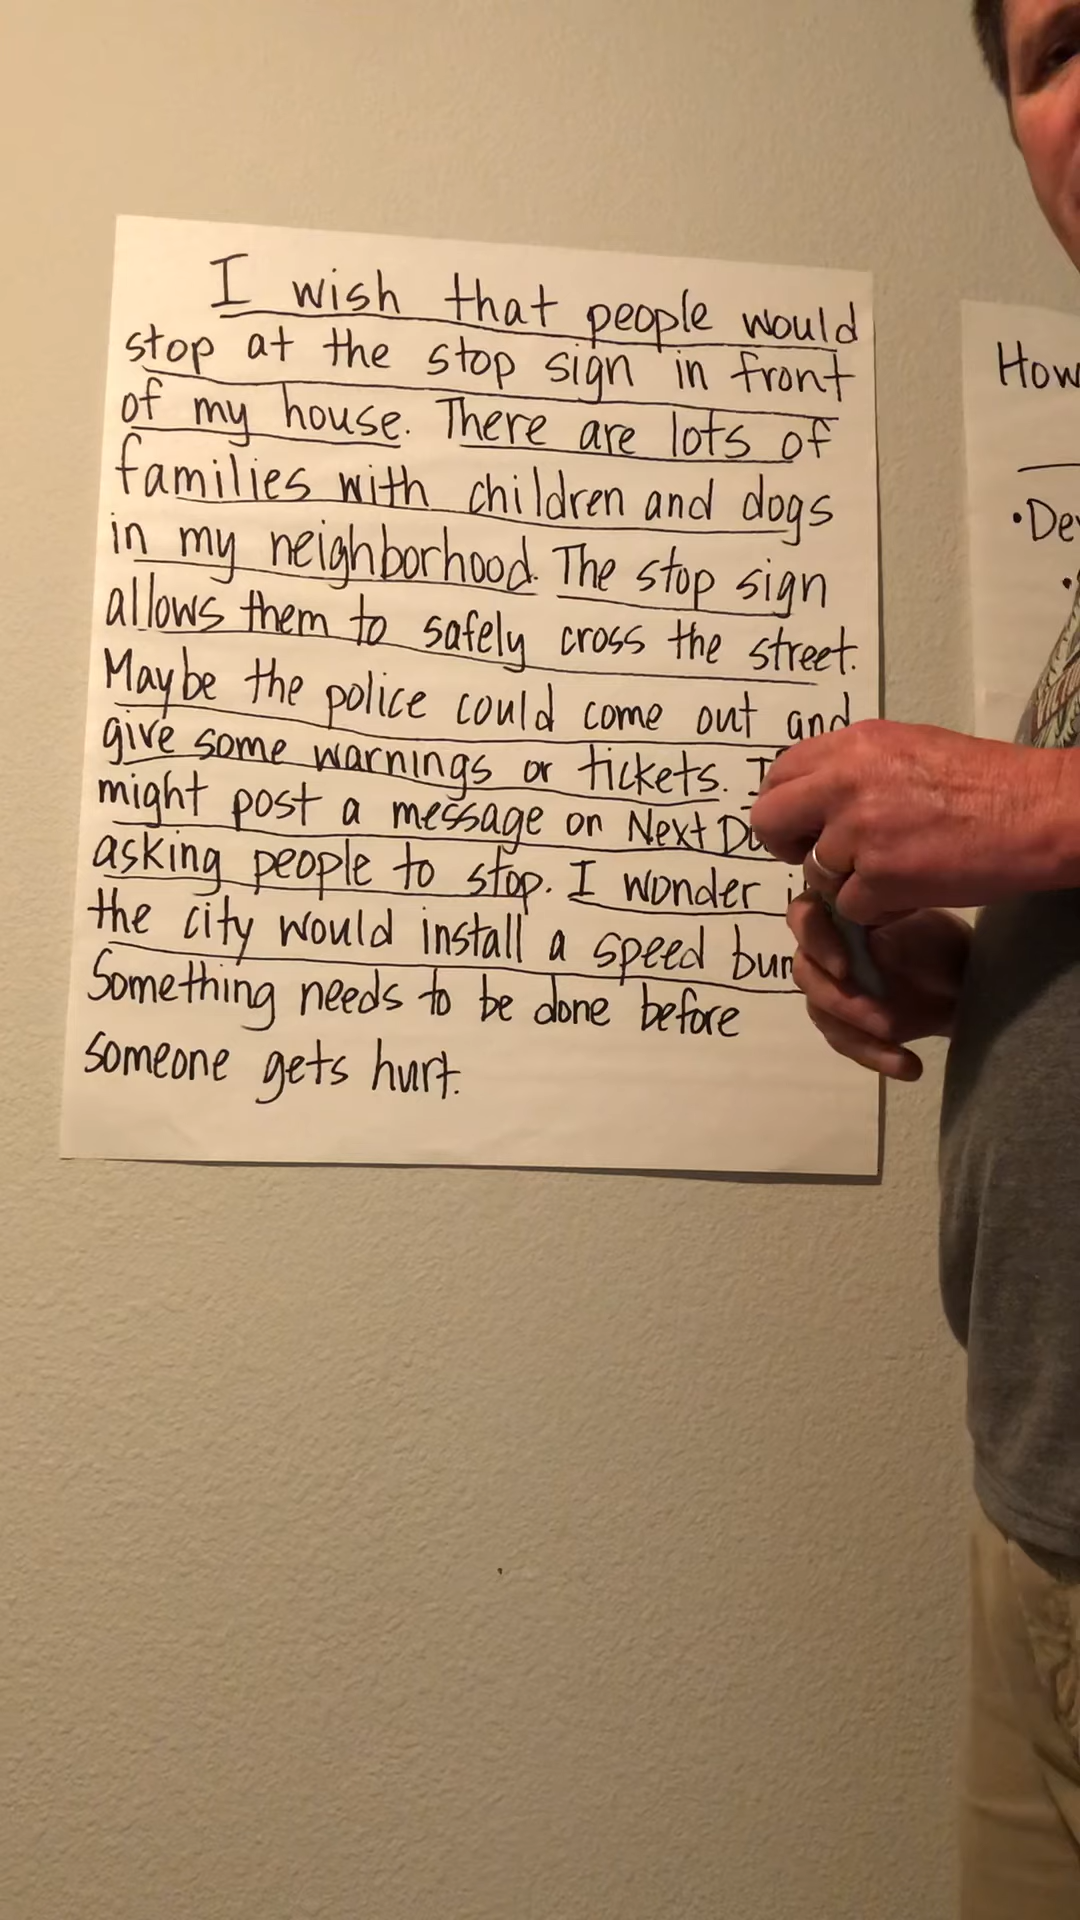 I wish that people would
stop at the stop sign in front
of my house. There are lots of
families with children and dogs
in my neighborhood. The stop sign
allows them to safely cross the street.
Maybe the police could come out and
give some warnings or tickets. I
might post a message on Next
asking people to stop. I wonder
the city would install a speed
Something needs to be done before
someone gets hurt.
How